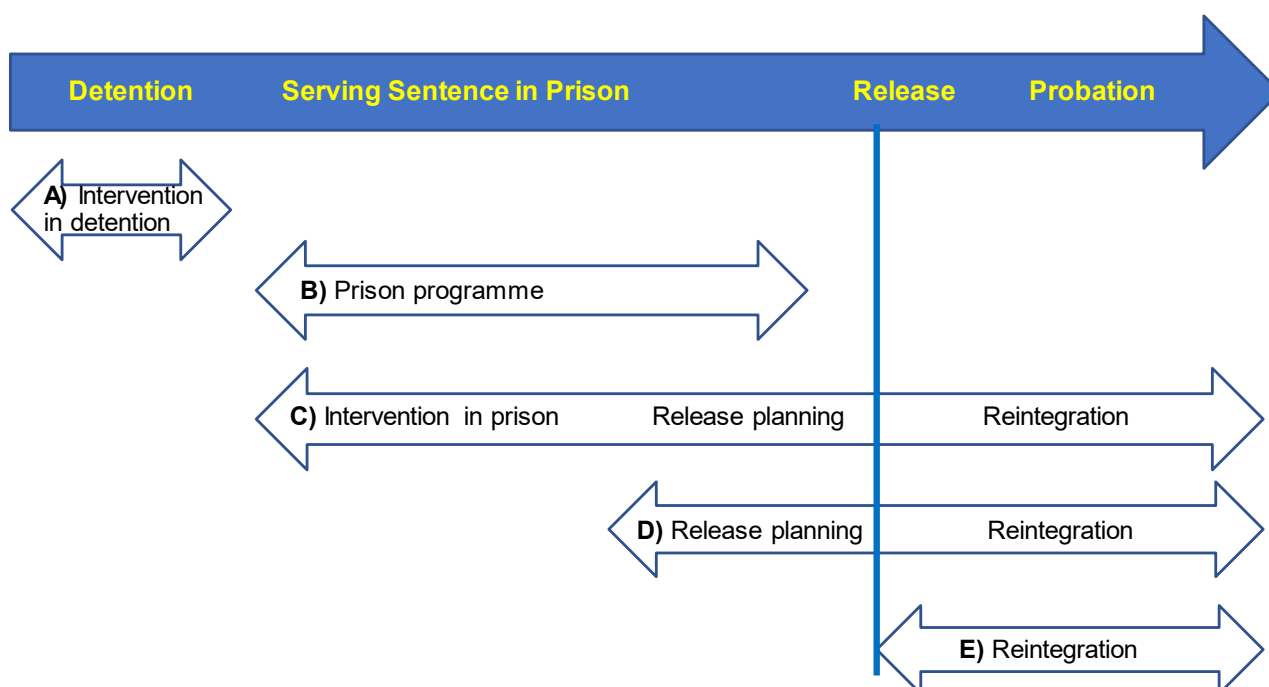 Detention Serving Sentence in Prison Release Probation
A) Intervention
in detention
B) Prison programme
C) Intervention in prison Release planning Reintegration
D) Release planning Reintegration
E) Reintegration